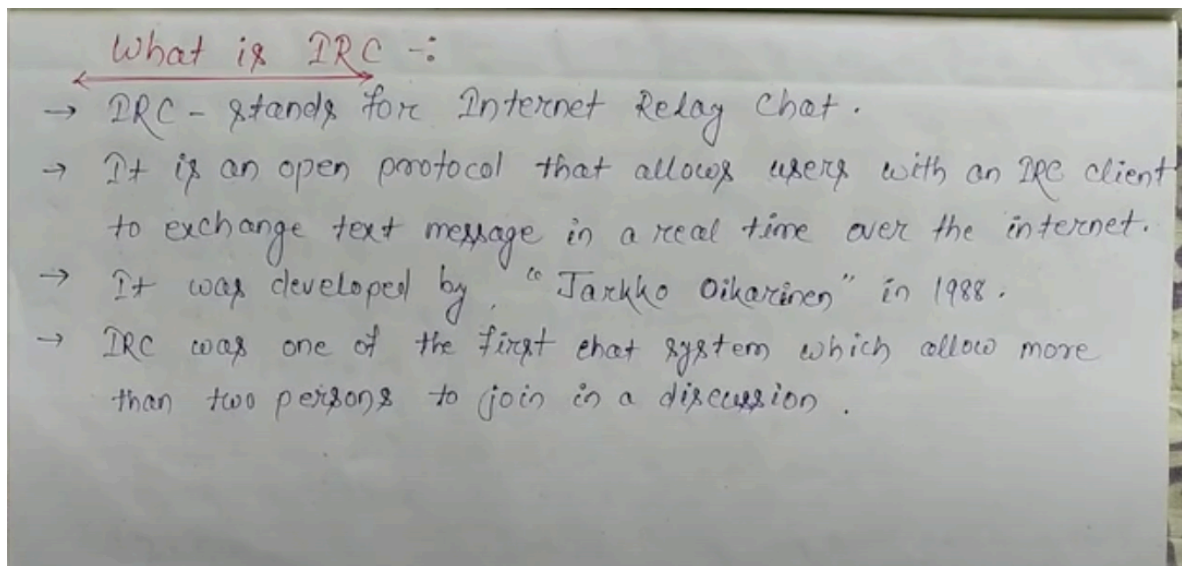 What is IRC -:
→ IRC - stands for Internet Relay Chat.
→ It is an open protocol that allows users with an IRC client
to exchange text message in a real time over the internet.
→ It was developed by "Jarkko Oikarinen" in 1988.
→ IRC was one of the first chat system which allow more
than two persons to join in a discussion.